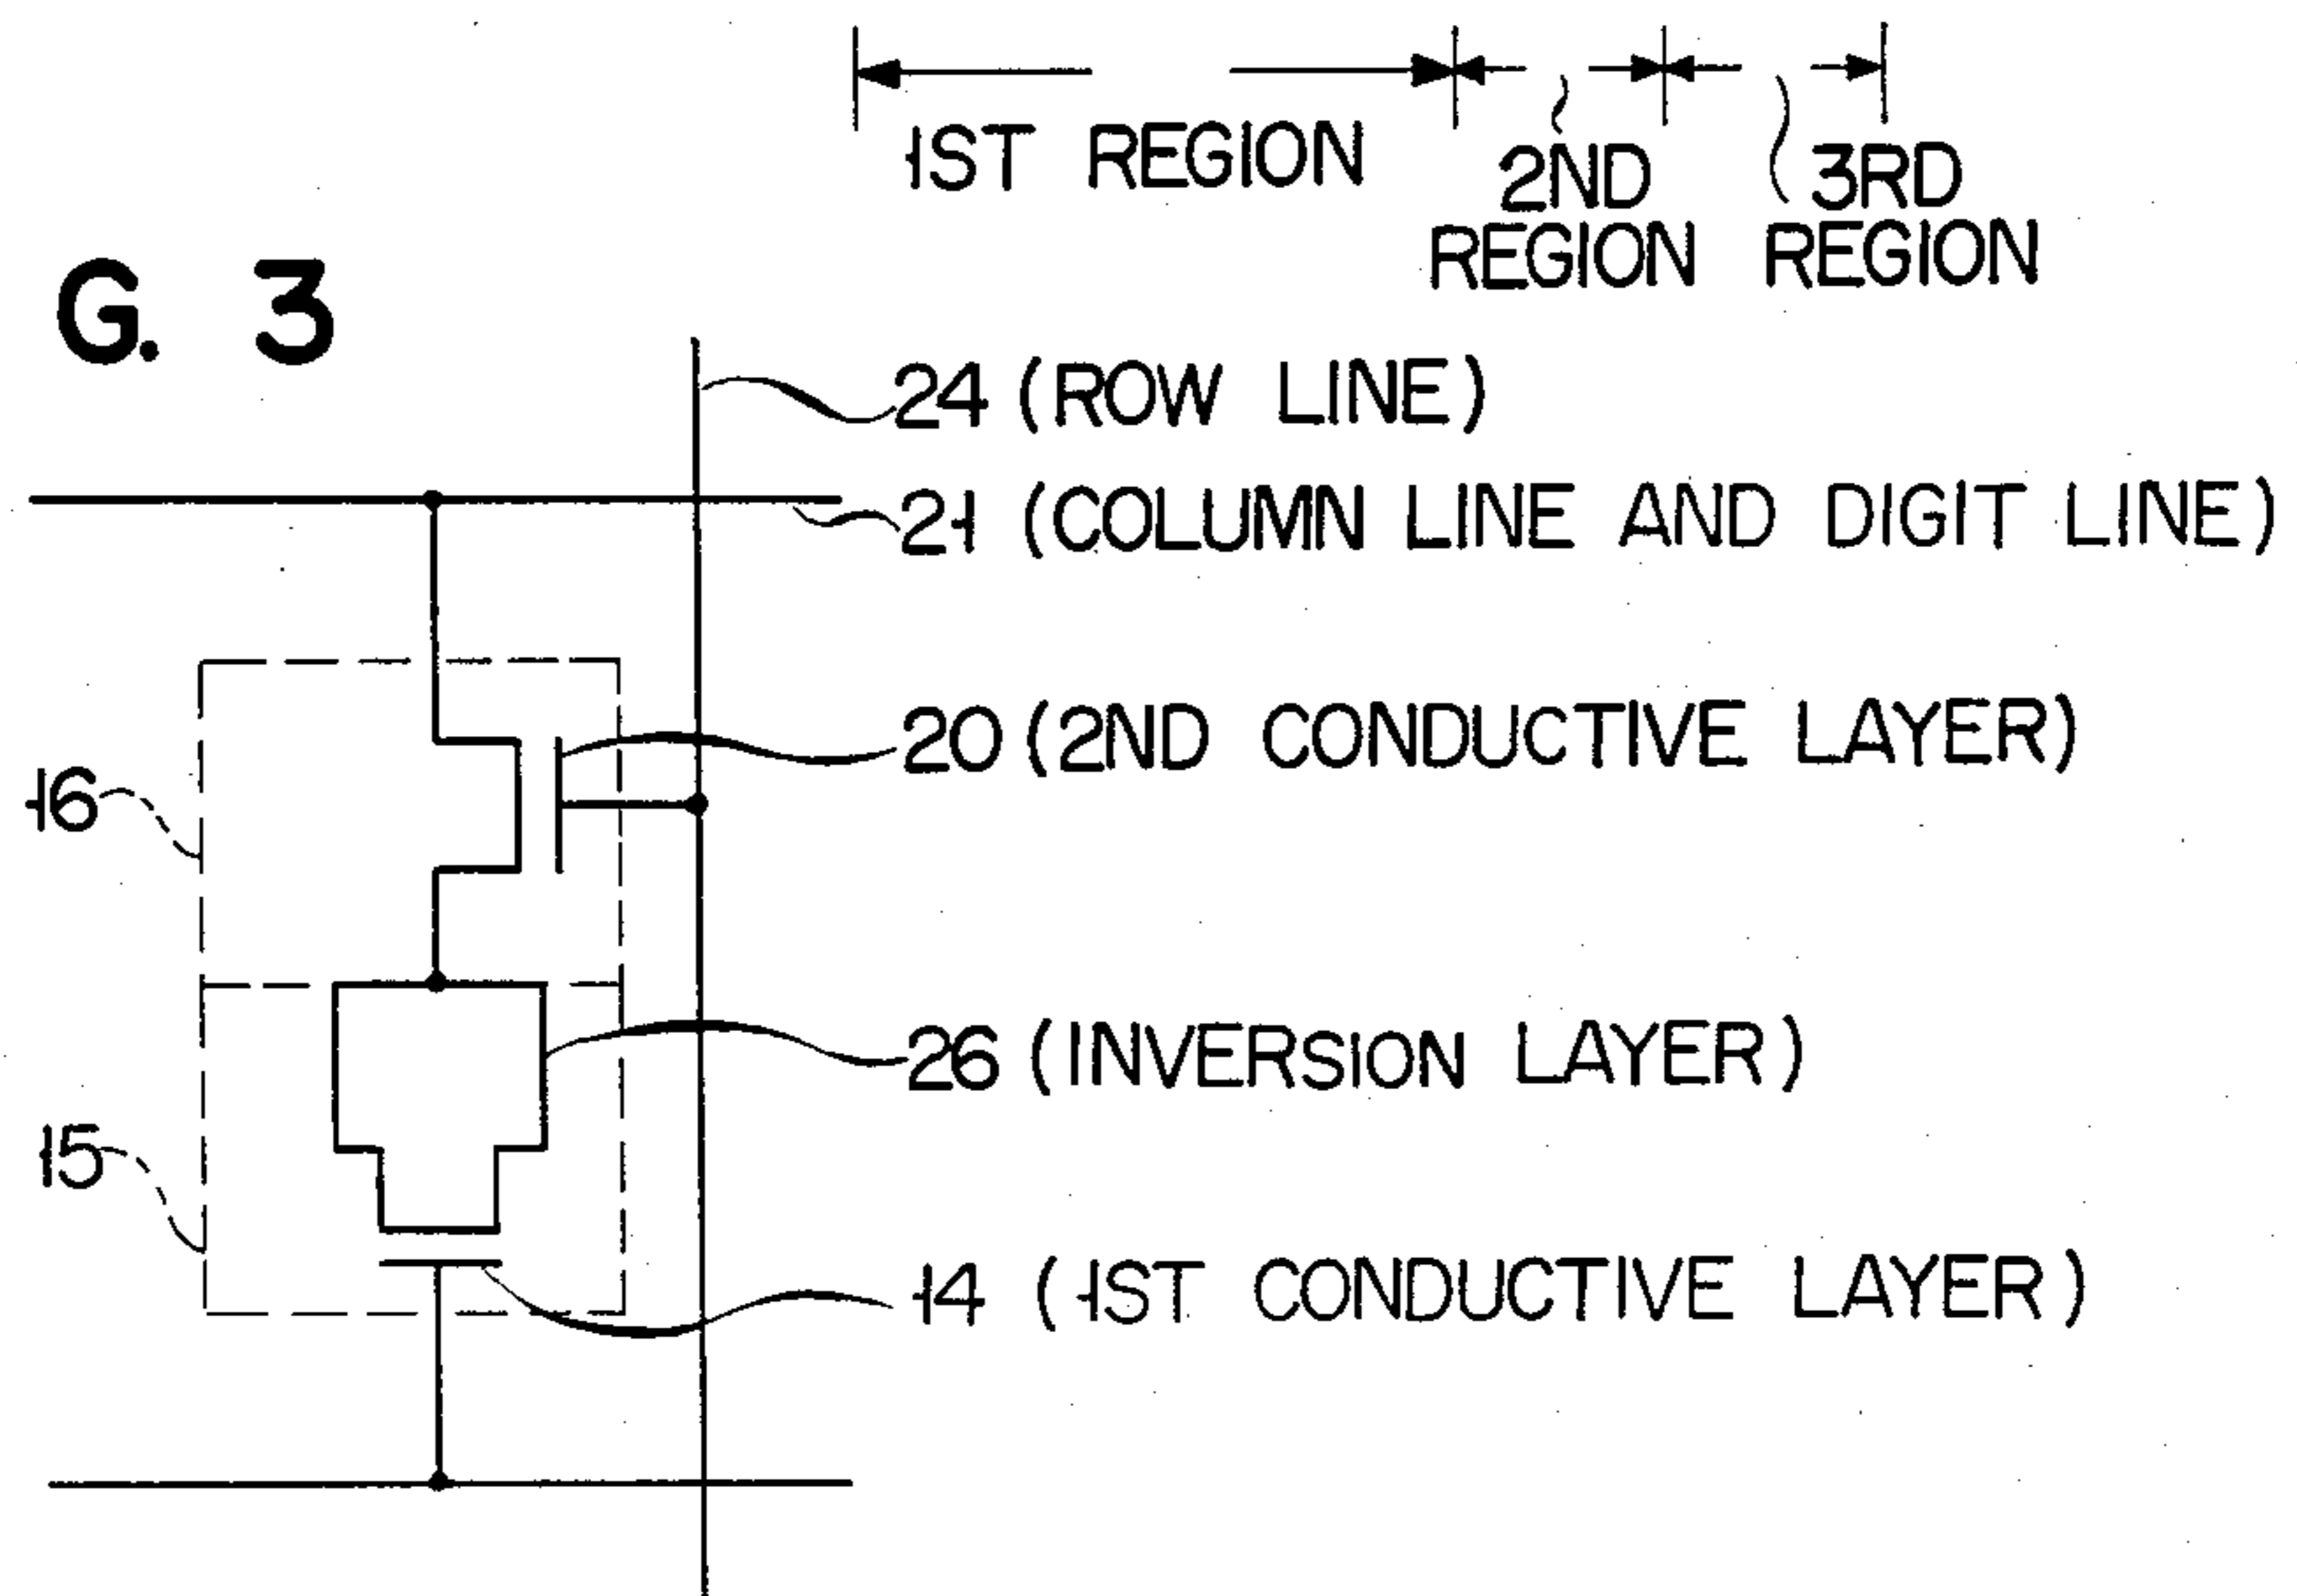 1ST REGION
2ND REGION
3RD REGION
G. 3
24 (ROW LINE)
21 (COLUMN LINE AND DIGIT LINE)
20 (2ND CONDUCTIVE LAYER)
16
26 (INVERSION LAYER)
15
14 (1ST CONDUCTIVE LAYER)